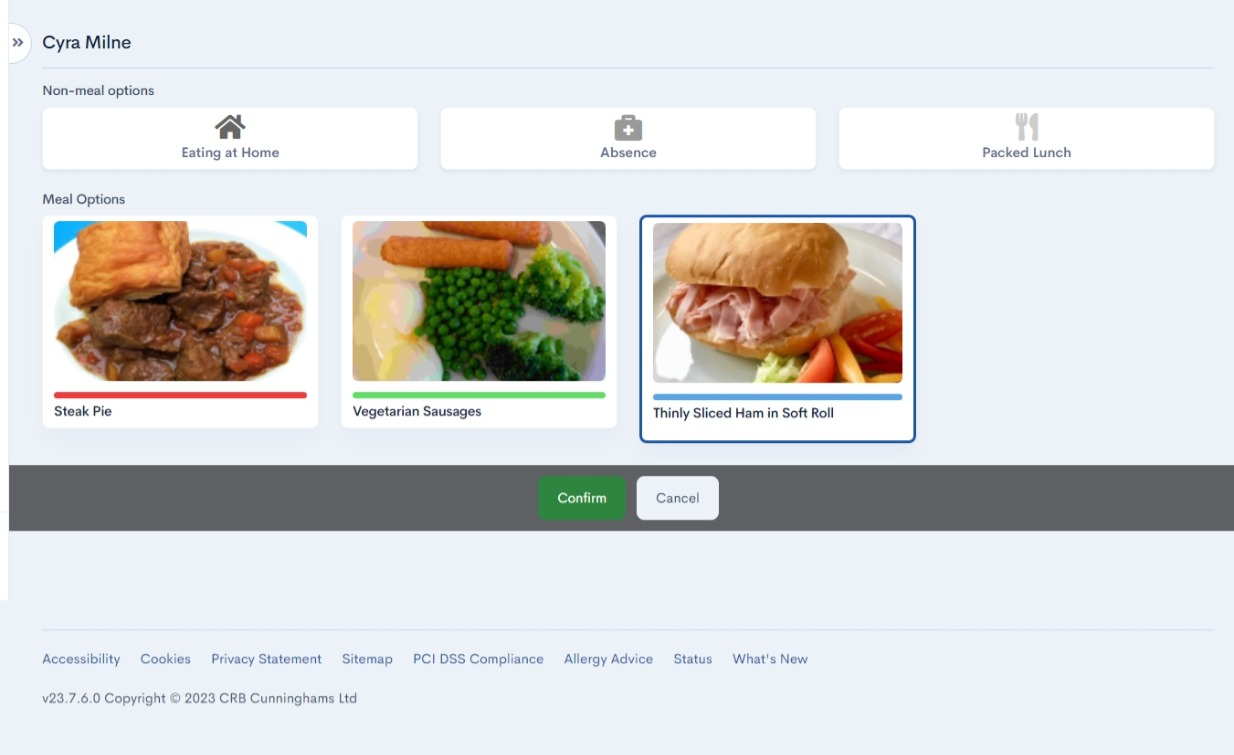 Cyra Milne
Non-meal options
Eating at Home
Absence
Packed Lunch
Meal Options
Steak Pie
Vegetarian Sausages
Thinly Sliced Ham in Soft Roll
Confirm
Cancel
Accessibility Cookies Privacy Statement Sitemap PCI DSS Compliance Allergy Advice Status What's New
v23.7.6.0 Copyright © 2023 CRB Cunninghams Ltd